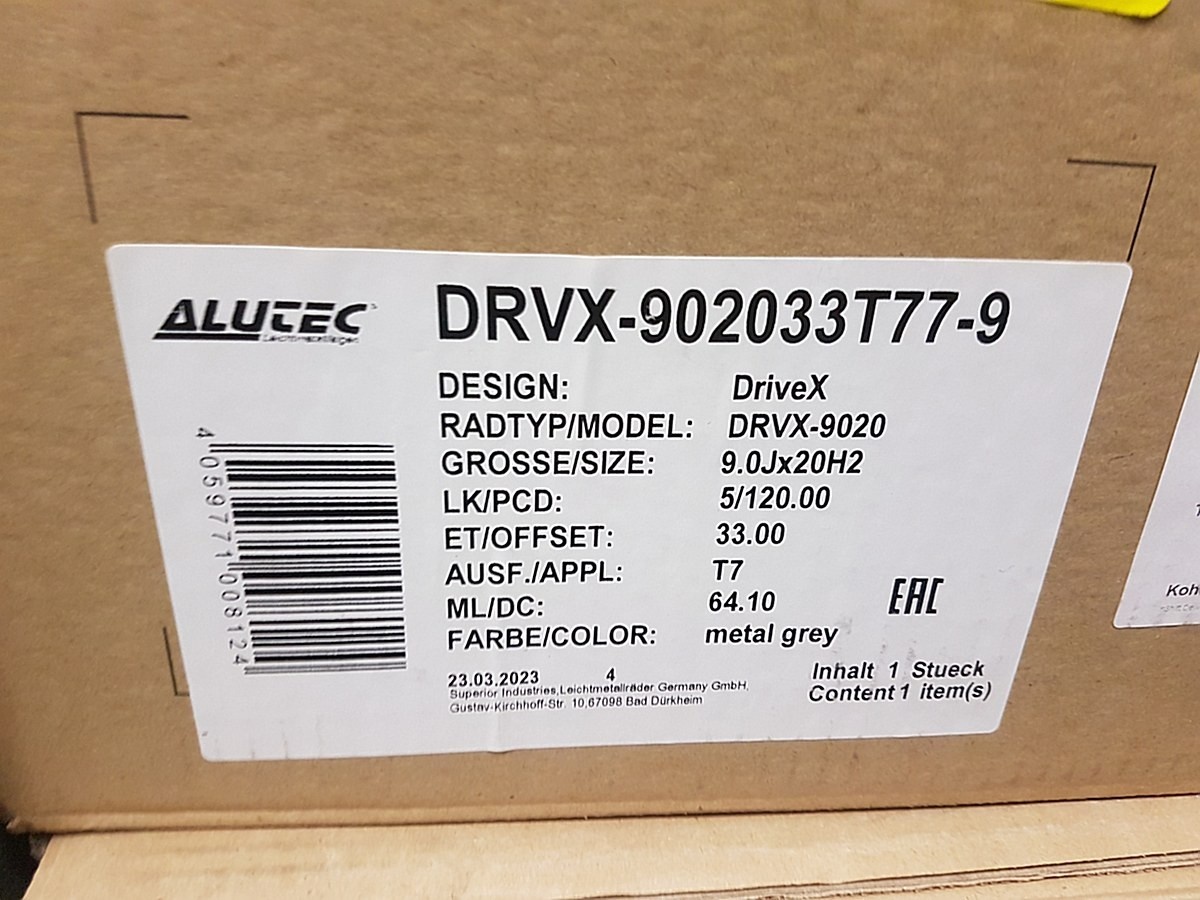 ALUTEC
DRVX-902033T77-9
DESIGN: DriveX
RADTYP/MODEL: DRVX-9020
GROSSE/SIZE: 9.0Jx20H2
LK/PCD: 5/120.00
ET/OFFSET: 33.00
AUSF./APPL: T7
ML/DC: 64.10
FARBE/COLOR: metal grey
EAC
4 059771 008124
23.03.2023 4
Superior Industries,Leichtmetallräder Germany GmbH,
Gustav-Kirchhoff-Str. 10,67098 Bad Dürkheim
Inhalt 1 Stueck
Content 1 item(s)